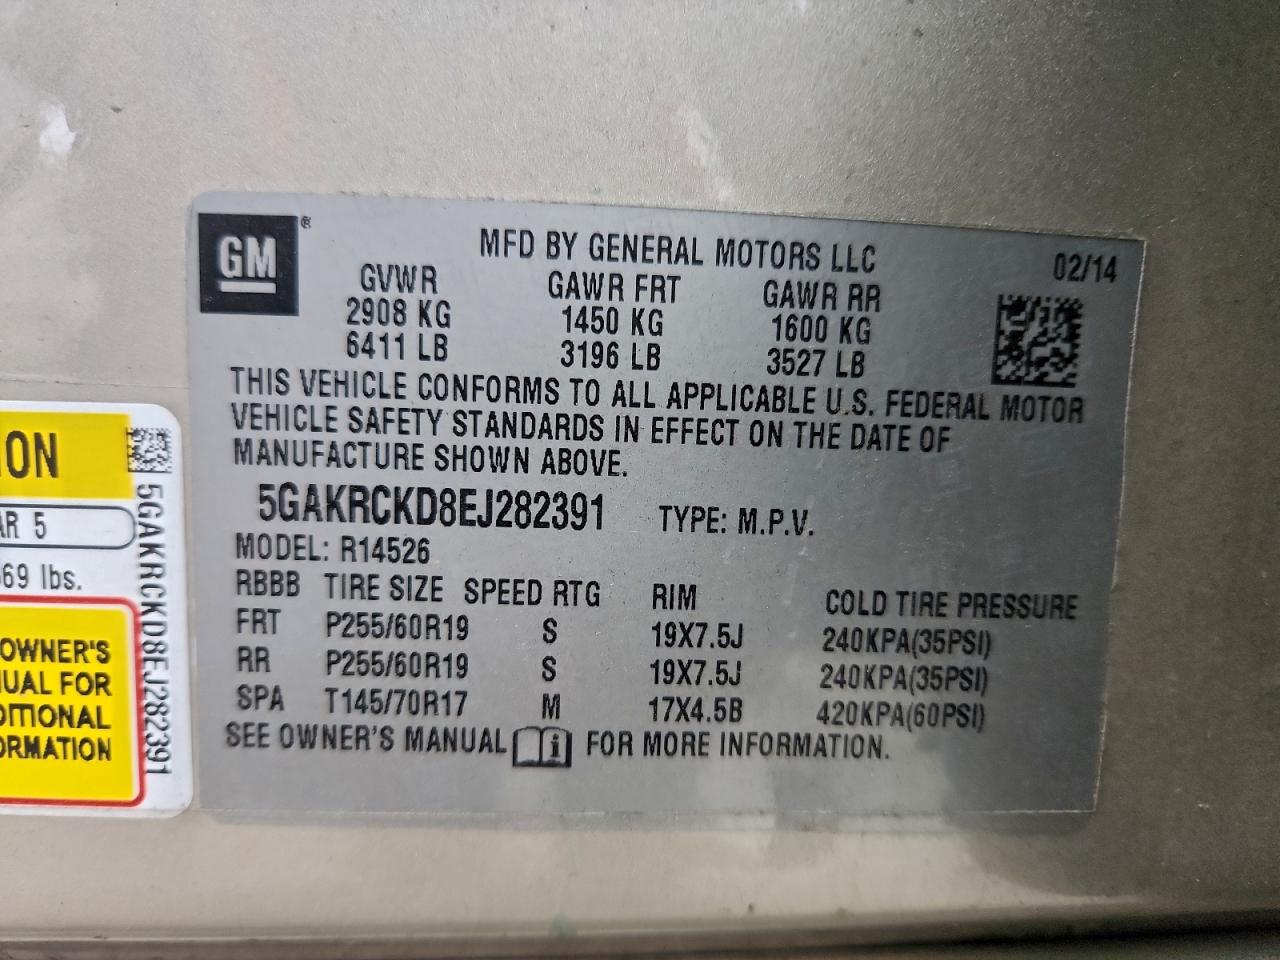 GM ®
MFD BY GENERAL MOTORS LLC 02/14
GVWR GAWR FRT GAWR RR
2908 KG 1450 KG 1600 KG
6411 LB 3196 LB 3527 LB
THIS VEHICLE CONFORMS TO ALL APPLICABLE U.S. FEDERAL MOTOR
VEHICLE SAFETY STANDARDS IN EFFECT ON THE DATE OF
MANUFACTURE SHOWN ABOVE.
5GAKRCKD8EJ282391 TYPE: M.P.V.
MODEL: R14526
RBBB TIRE SIZE SPEED RTG RIM COLD TIRE PRESSURE
FRT P255/60R19 S 19X7.5J 240KPA(35PSI)
RR P255/60R19 S 19X7.5J 240KPA(35PSI)
SPA T145/70R17 M 17X4.5B 420KPA(60PSI)
SEE OWNER'S MANUAL i FOR MORE INFORMATION.
ION
AR 5
69 lbs.
OWNER'S
UAL FOR
ITIONAL
ORMATION
5GAKRCKD8EJ282391